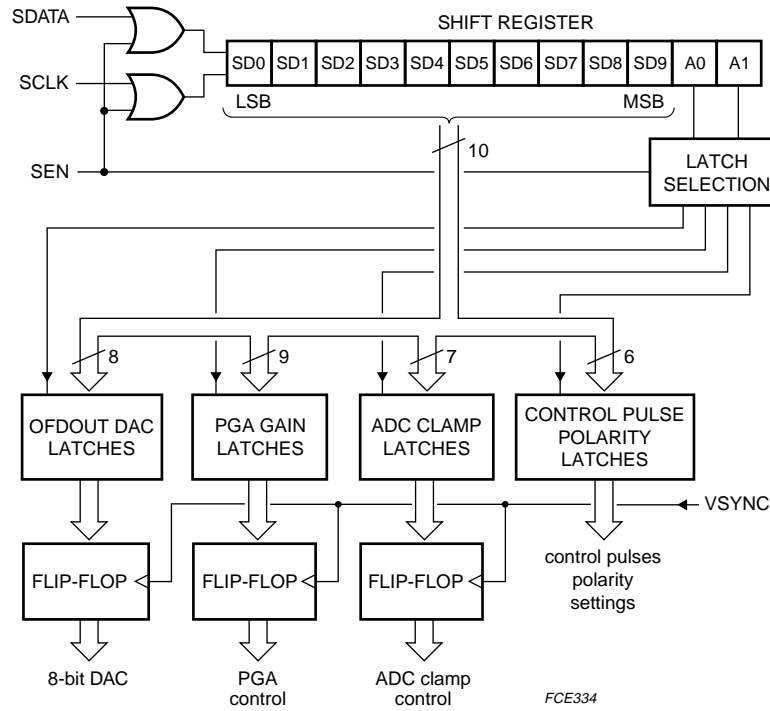 SDATA
SHIFT REGISTER
SD0 SD1 SD2 SD3 SD4 SD5 SD6 SD7 SD8 SD9 A0 A1
SCLK
LSB MSB
10
LATCH
SELECTION
SEN
8 9 7 6
OFDOUT DAC
LATCHES
PGA GAIN
LATCHES
ADC CLAMP
LATCHES
CONTROL PULSE
POLARITY
LATCHES
VSYNC
FLIP-FLOP
FLIP-FLOP
FLIP-FLOP
control pulses
polarity
settings
8-bit DAC
PGA
control
ADC clamp
control
FCE334